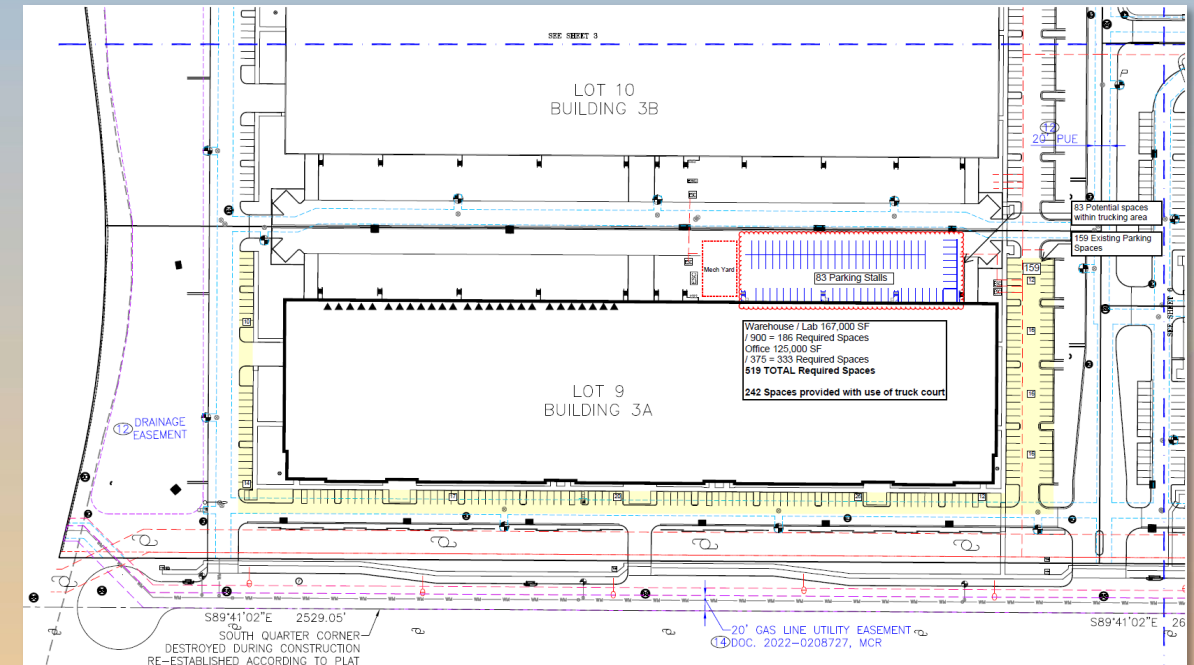 SEE SHEET 3
LOT 10
BUILDING 3B
12
20' PUE
83 Potential spaces
within trucking area
159 Existing Parking
Spaces
159
Mech Yard
83 Parking Stalls
SEE SHEET
Warehouse / Lab 167,000 SF
/ 900 = 186 Required Spaces
Office 125,000 SF
/ 375 = 333 Required Spaces
519 TOTAL Required Spaces
242 Spaces provided with use of truck court
LOT 9
BUILDING 3A
12 DRAINAGE
EASEMENT
S89°41'02"E 2529.05'
SOUTH QUARTER CORNER
DESTROYED DURING CONSTRUCTION
RE-ESTABLISHED ACCORDING TO PLAT
20' GAS LINE UTILITY EASEMENT
14 DOC. 2022-0208727, MCR
S89°41'02"E 26